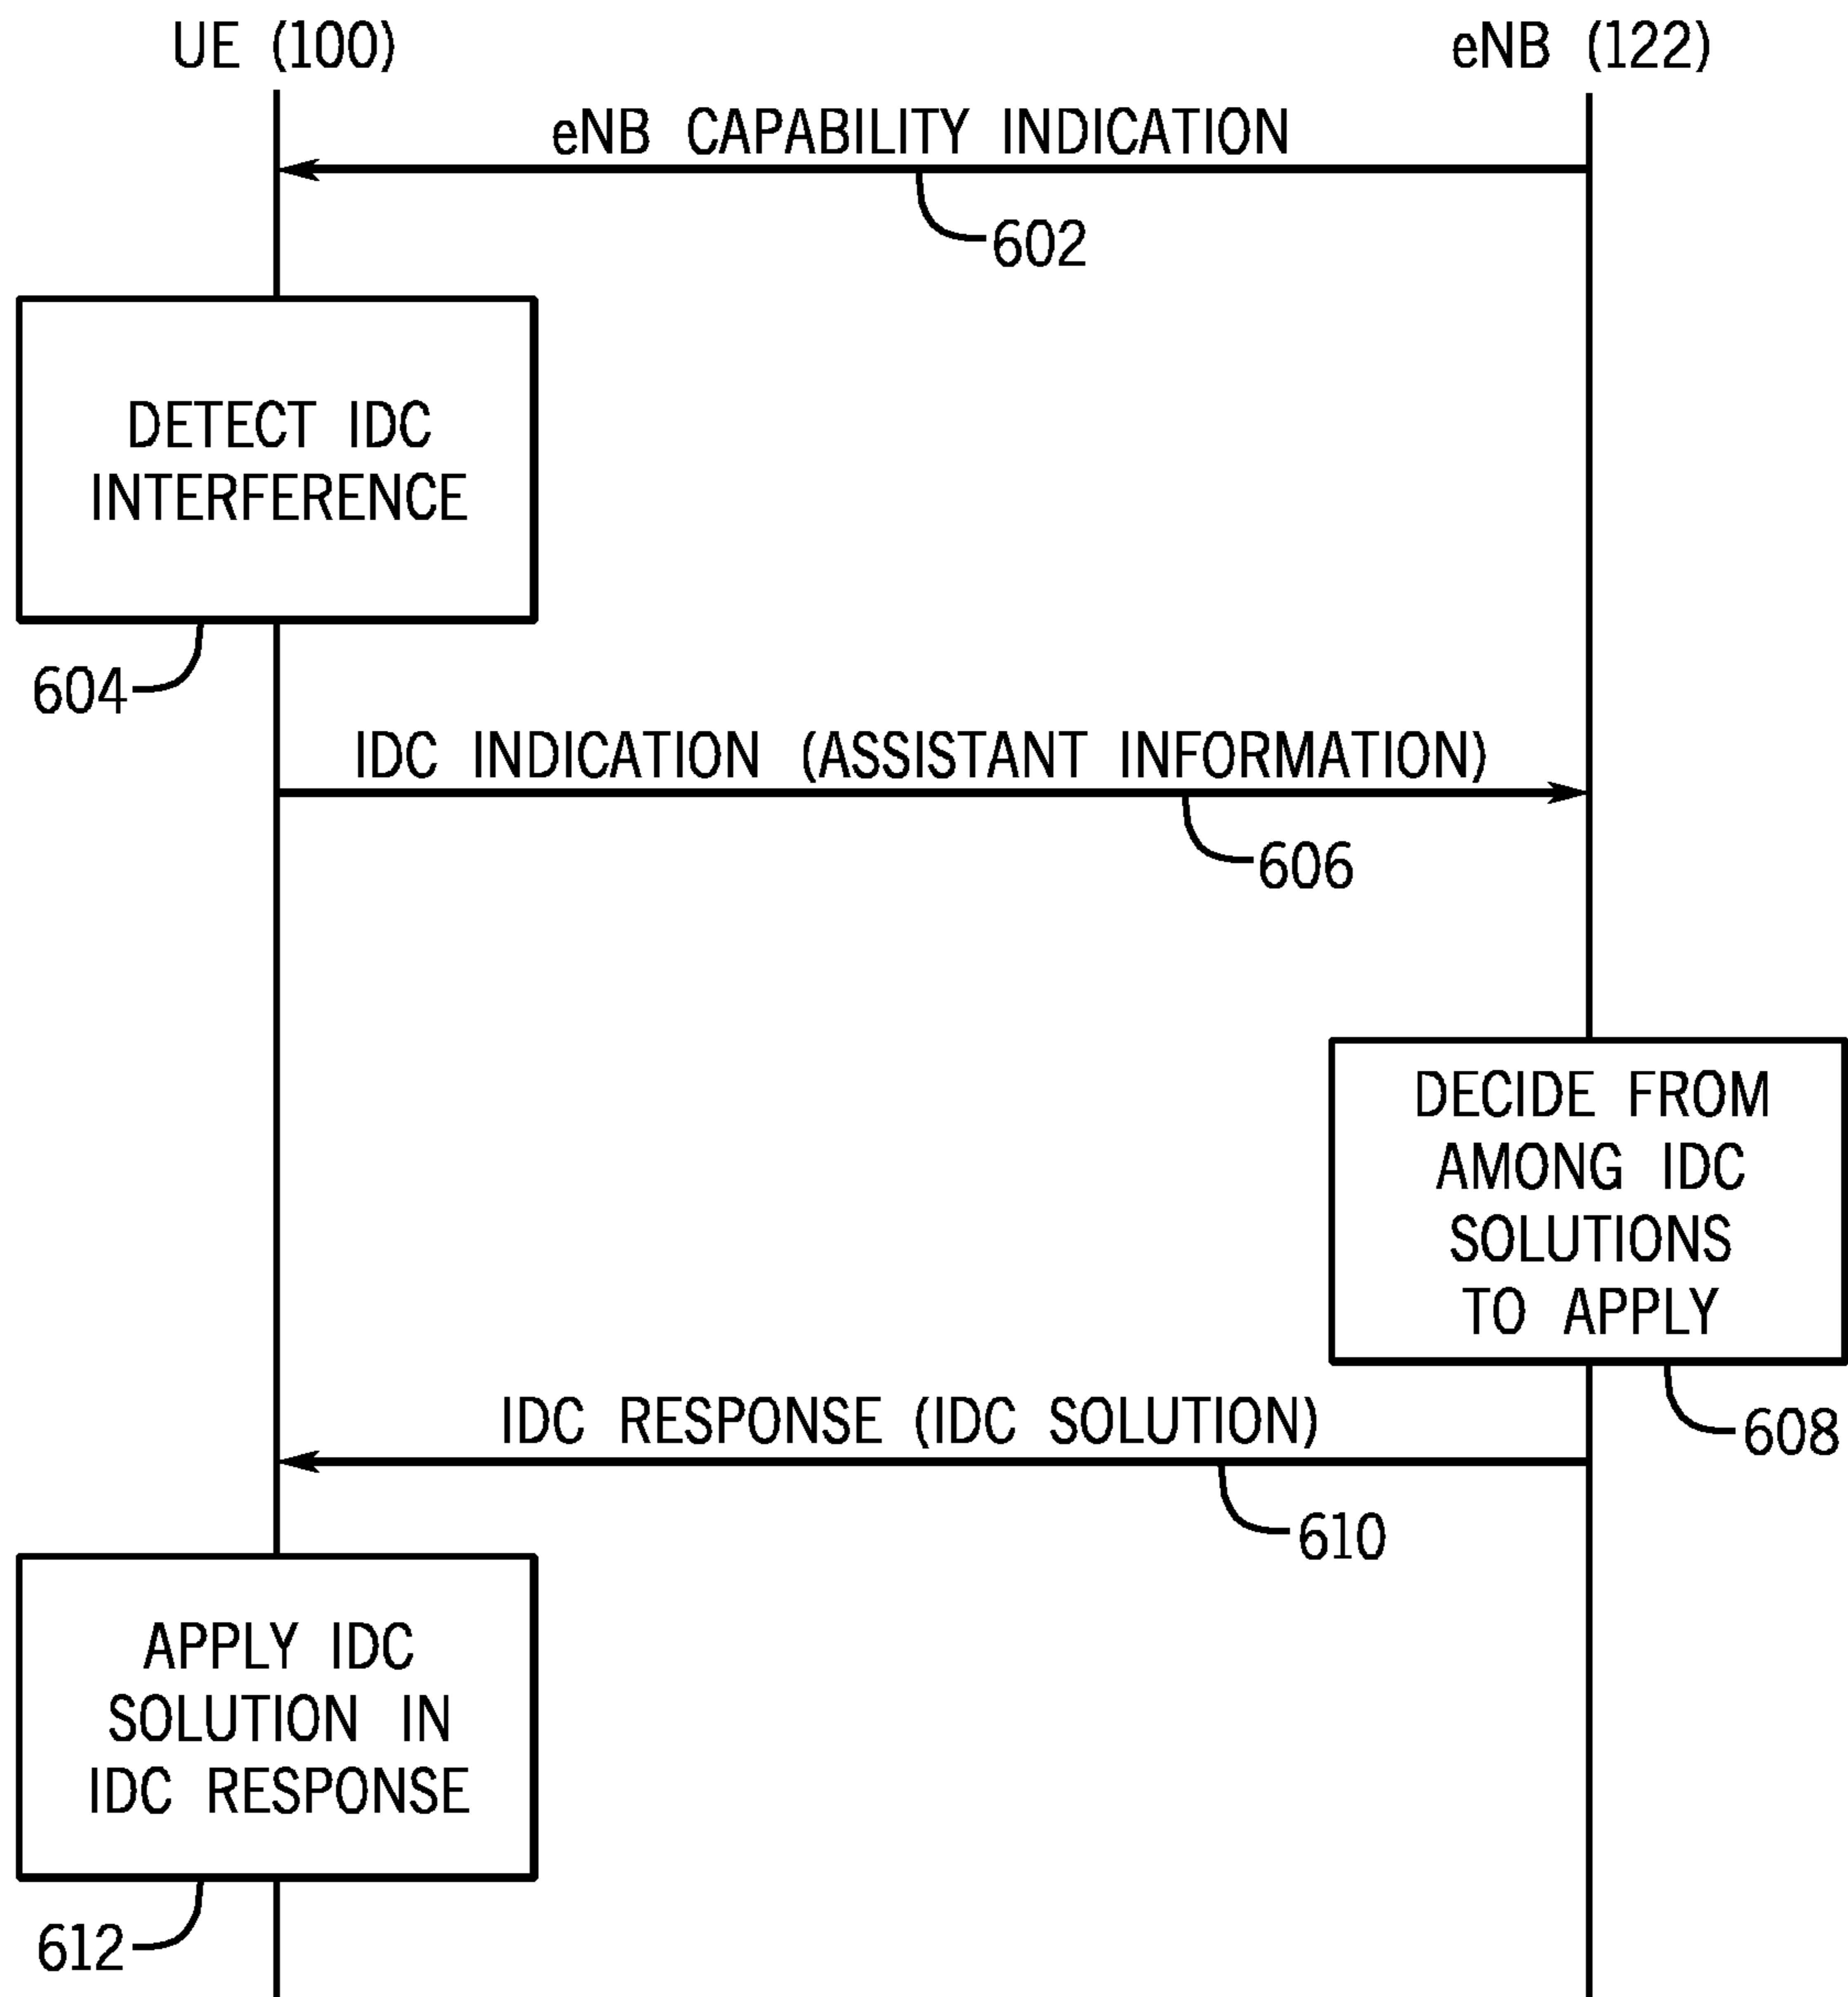 UE (100)
eNB (122)
eNB CAPABILITY INDICATION
602
DETECT IDC
INTERFERENCE
604
IDC INDICATION (ASSISTANT INFORMATION)
606
DECIDE FROM
AMONG IDC
SOLUTIONS
TO APPLY
608
IDC RESPONSE (IDC SOLUTION)
610
APPLY IDC
SOLUTION IN
IDC RESPONSE
612